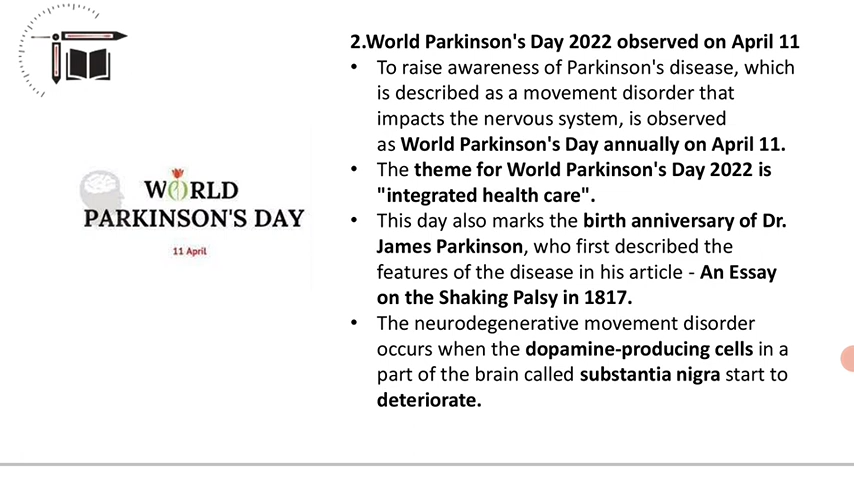 2.World Parkinson's Day 2022 observed on April 11
• To raise awareness of Parkinson's disease, which
is described as a movement disorder that
impacts the nervous system, is observed
as World Parkinson's Day annually on April 11.
• The theme for World Parkinson's Day 2022 is
"integrated health care".
• This day also marks the birth anniversary of Dr.
James Parkinson, who first described the
features of the disease in his article - An Essay
on the Shaking Palsy in 1817.
• The neurodegenerative movement disorder
occurs when the dopamine-producing cells in a
part of the brain called substantia nigra start to
deteriorate.
WORLD
PARKINSON'S DAY
11 April